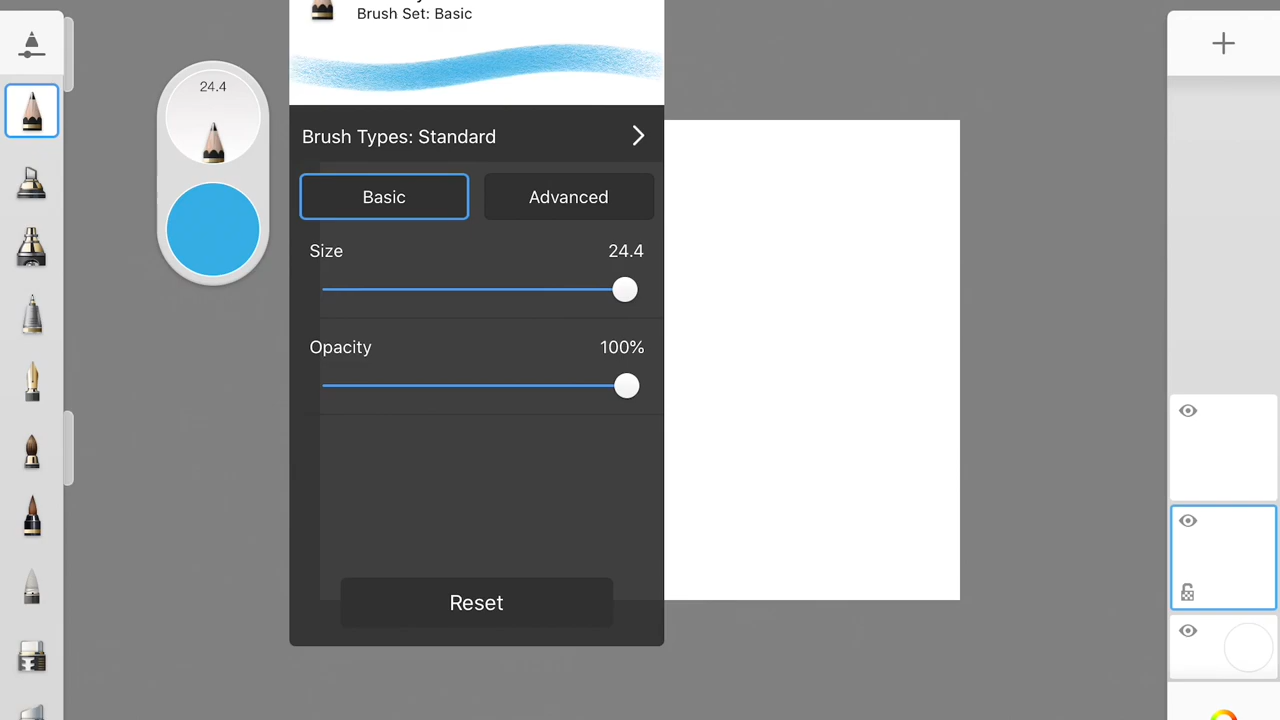 Brush Set: Basic
24.4
Brush Types: Standard
Basic
Advanced
Size
24.4
Opacity
100%
Reset